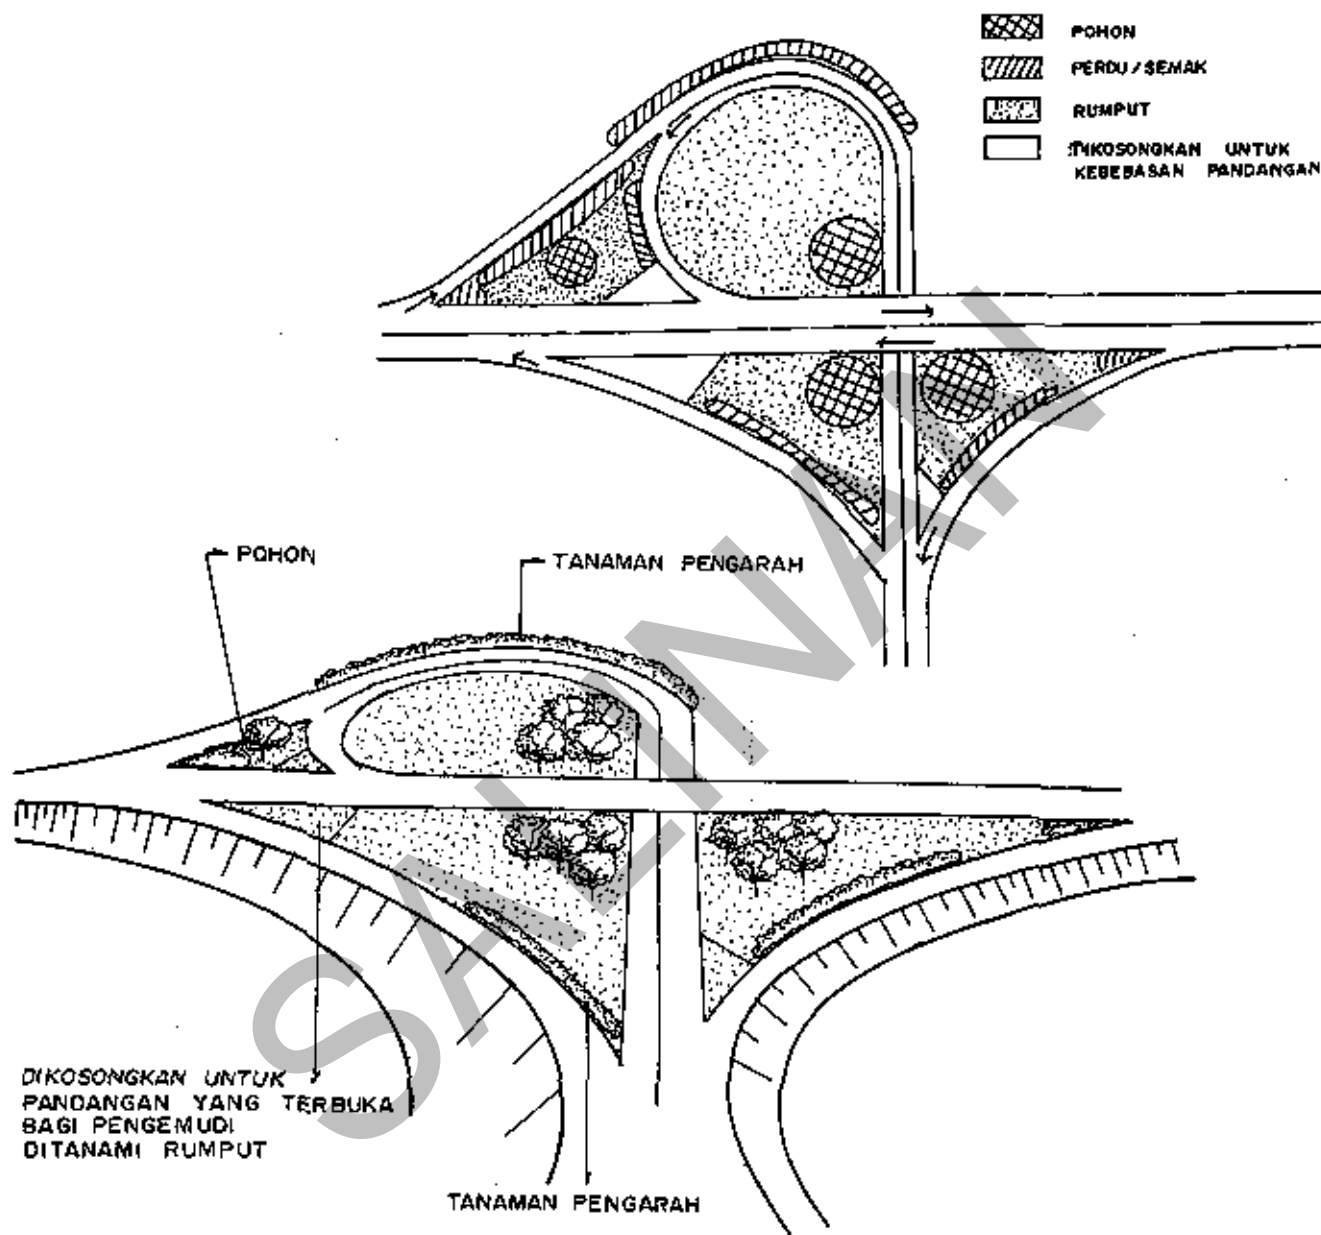 POHON
PERDU/SEMAK
RUMPUT
DIKOSONGKAN UNTUK
KEBEBASAN PANDANGAN
POHON
TANAMAN PENGARAH
DIKOSONGKAN UNTUK
PANDANGAN YANG TERBUKA
BAGI PENGEMUDI
DITANAMI RUMPUT
TANAMAN PENGARAH
SALINAN